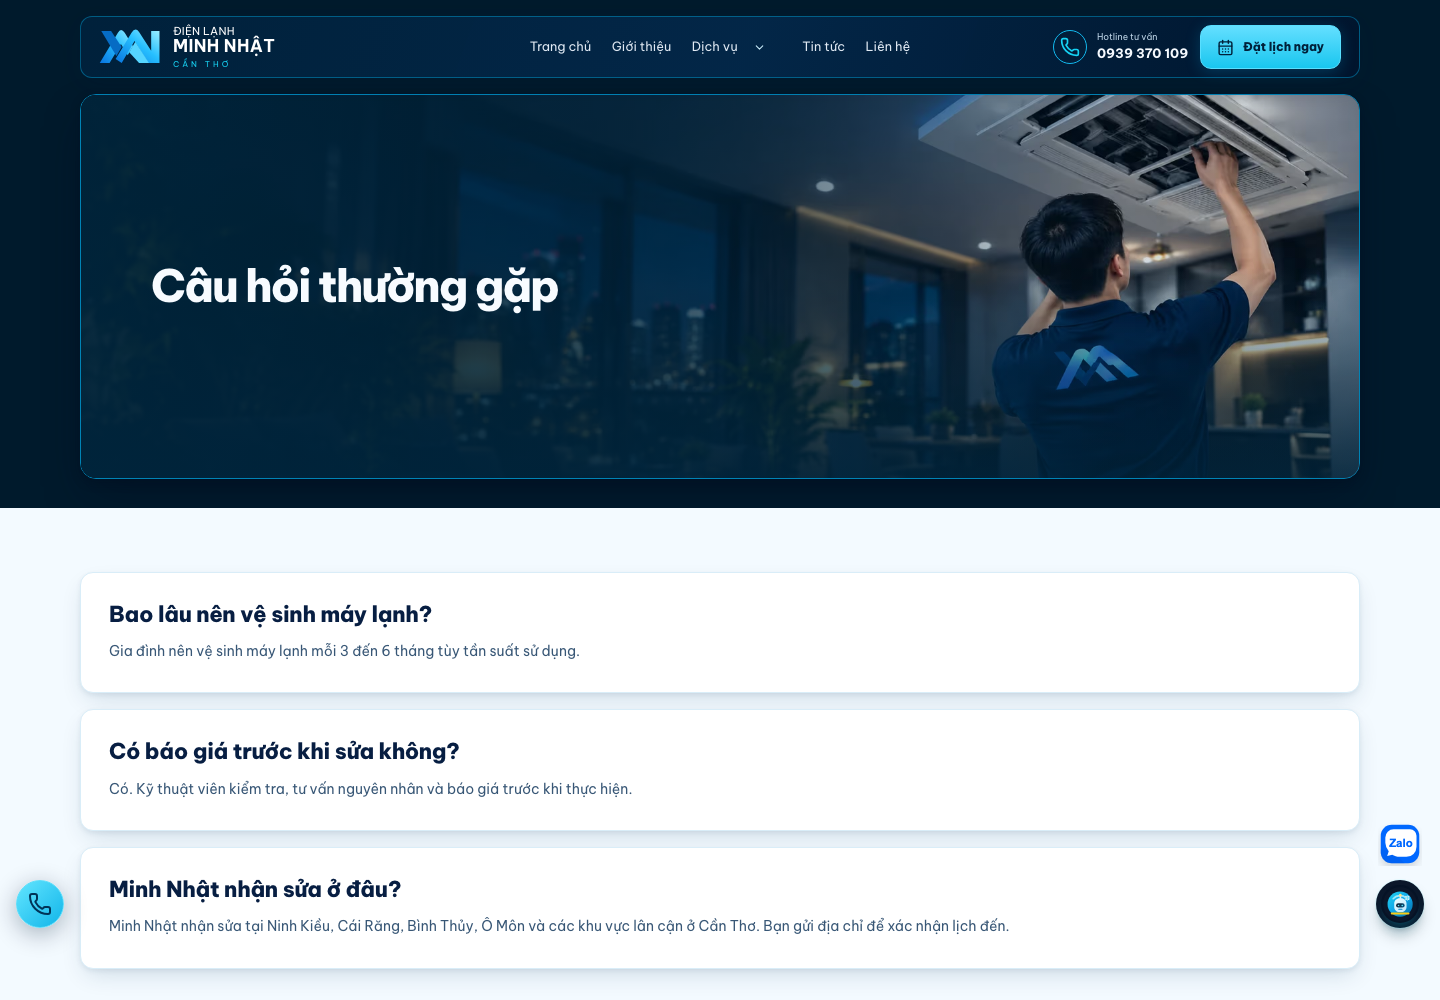 ĐIỆN LẠNH
MINH NHẬT
CẦN THƠ
Trang chủ
Giới thiệu
Dịch vụ
Tin tức
Liên hệ
Hotline tư vấn
0939 370 109
Đặt lịch ngay
Câu hỏi thường gặp
Bao lâu nên vệ sinh máy lạnh?
Gia đình nên vệ sinh máy lạnh mỗi 3 đến 6 tháng tùy tần suất sử dụng.
Có báo giá trước khi sửa không?
Có. Kỹ thuật viên kiểm tra, tư vấn nguyên nhân và báo giá trước khi thực hiện.
Minh Nhật nhận sửa ở đâu?
Minh Nhật nhận sửa tại Ninh Kiều, Cái Răng, Bình Thủy, Ô Môn và các khu vực lân cận ở Cần Thơ. Bạn gửi địa chỉ để xác nhận lịch đến.
Zalo